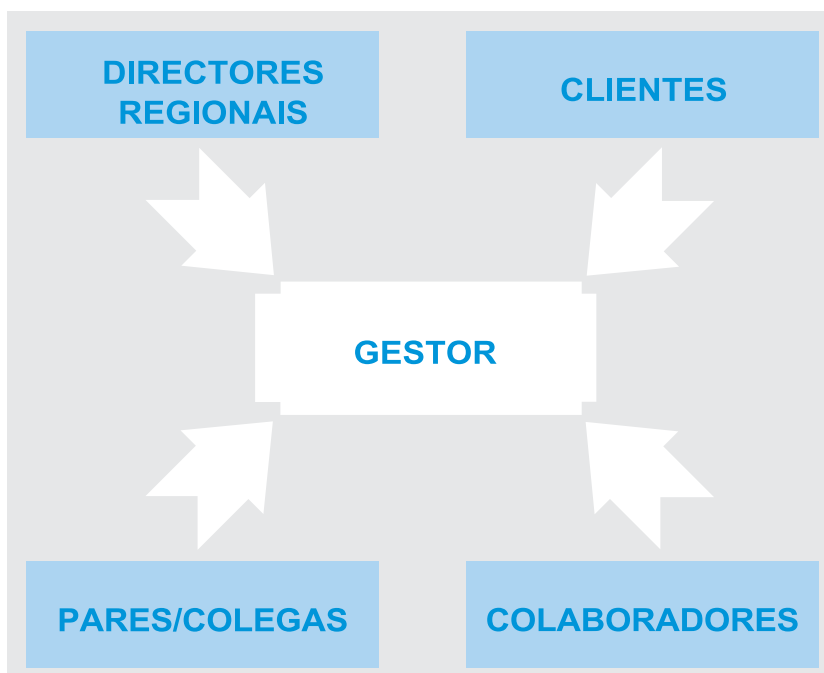 DIRECTORES
REGIONAIS
CLIENTES
GESTOR
PARES/COLEGAS
COLABORADORES